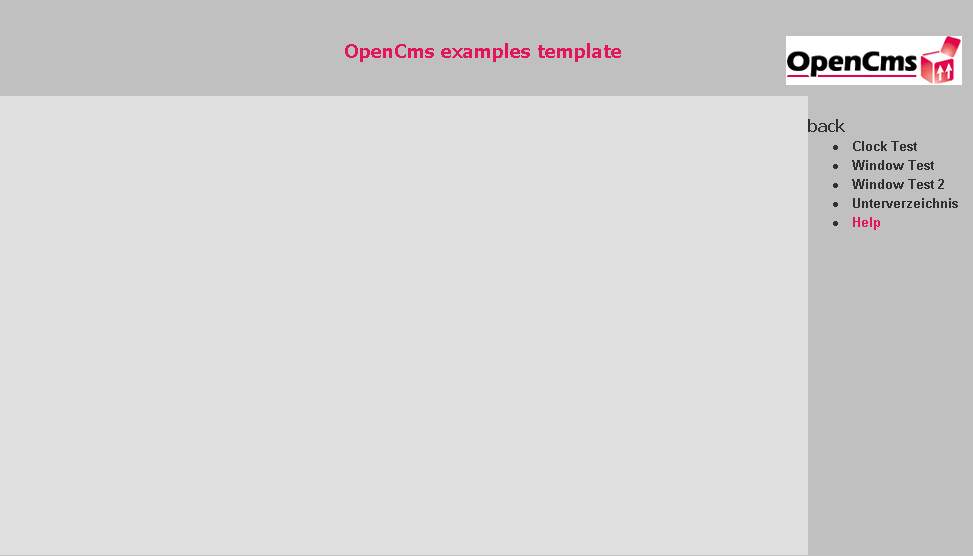 OpenCms examples template
OpenCms
back
Clock Test
Window Test
Window Test 2
Unterverzeichnis
Help